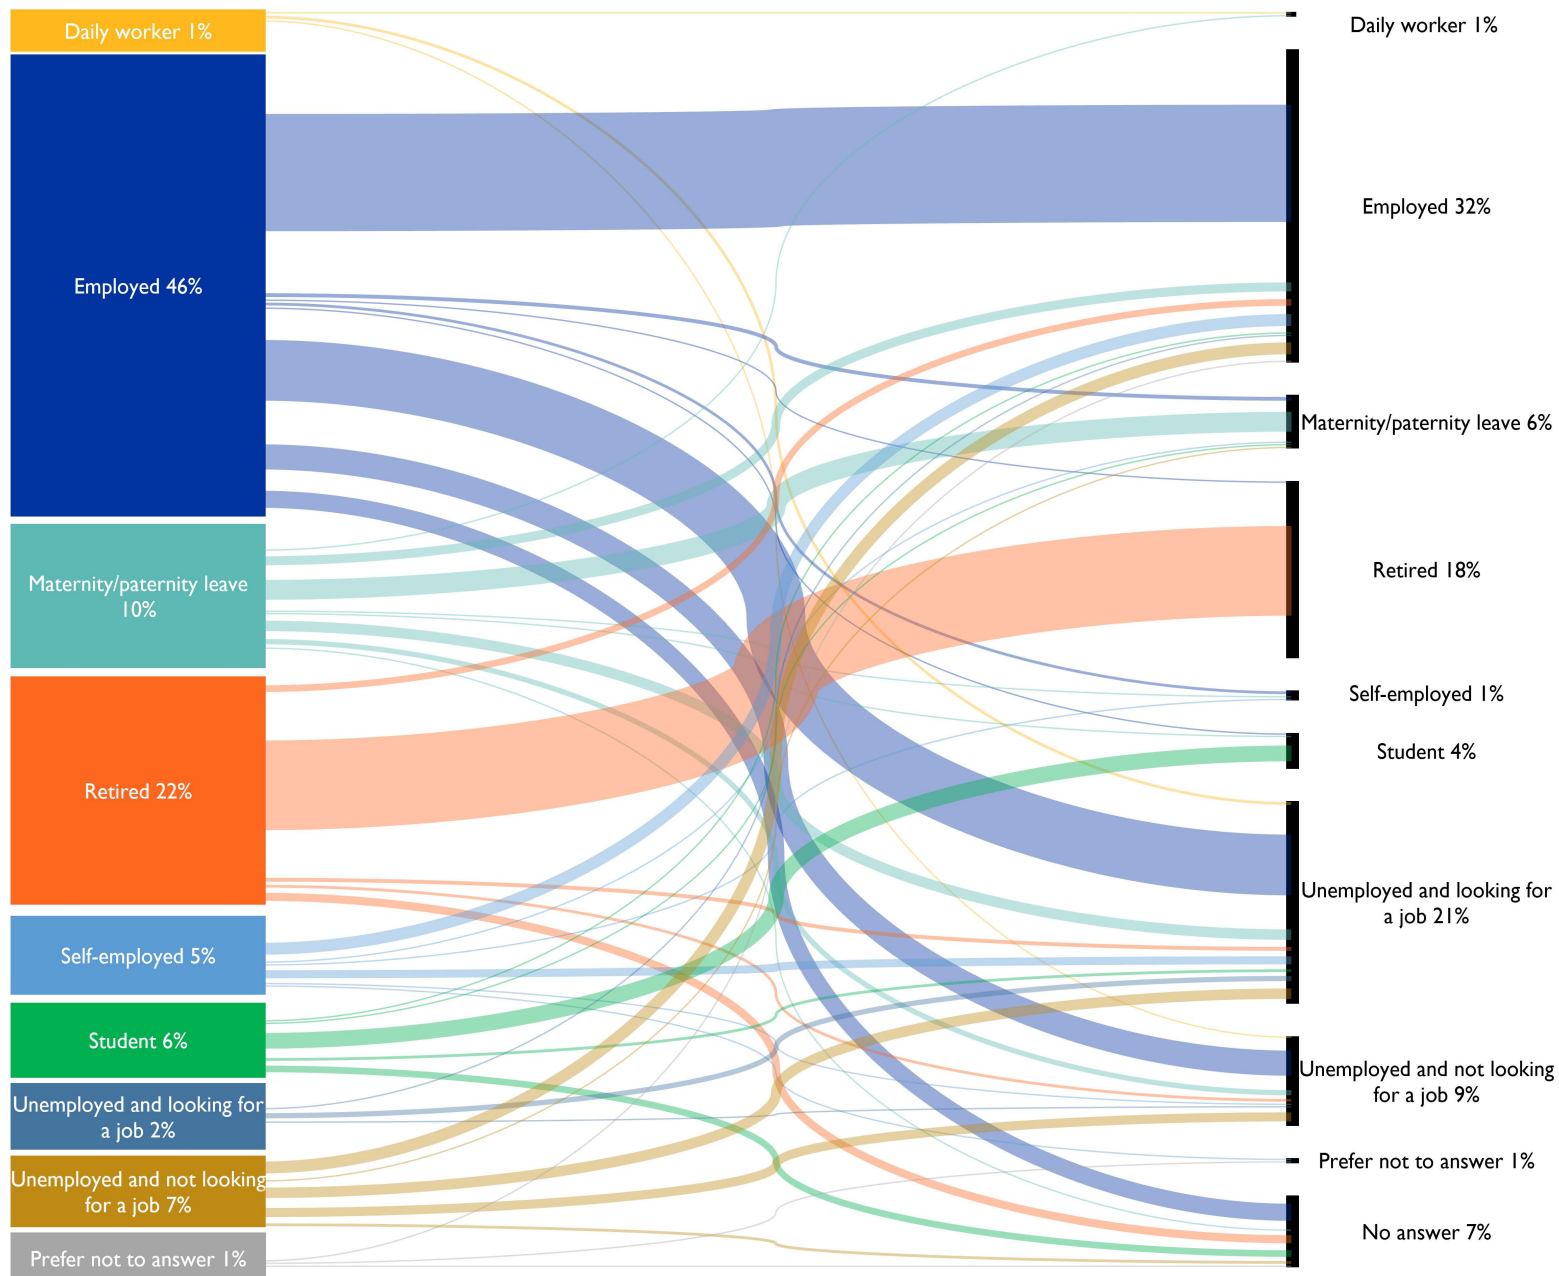 Daily worker 1%
Employed 46%
Maternity/paternity leave
10%
Retired 22%
Self-employed 5%
Student 6%
Unemployed and looking for
a job 2%
Unemployed and not looking
for a job 7%
Prefer not to answer 1%
Daily worker 1%
Employed 32%
Maternity/paternity leave 6%
Retired 18%
Self-employed 1%
Student 4%
Unemployed and looking for
a job 21%
Unemployed and not looking
for a job 9%
Prefer not to answer 1%
No answer 7%